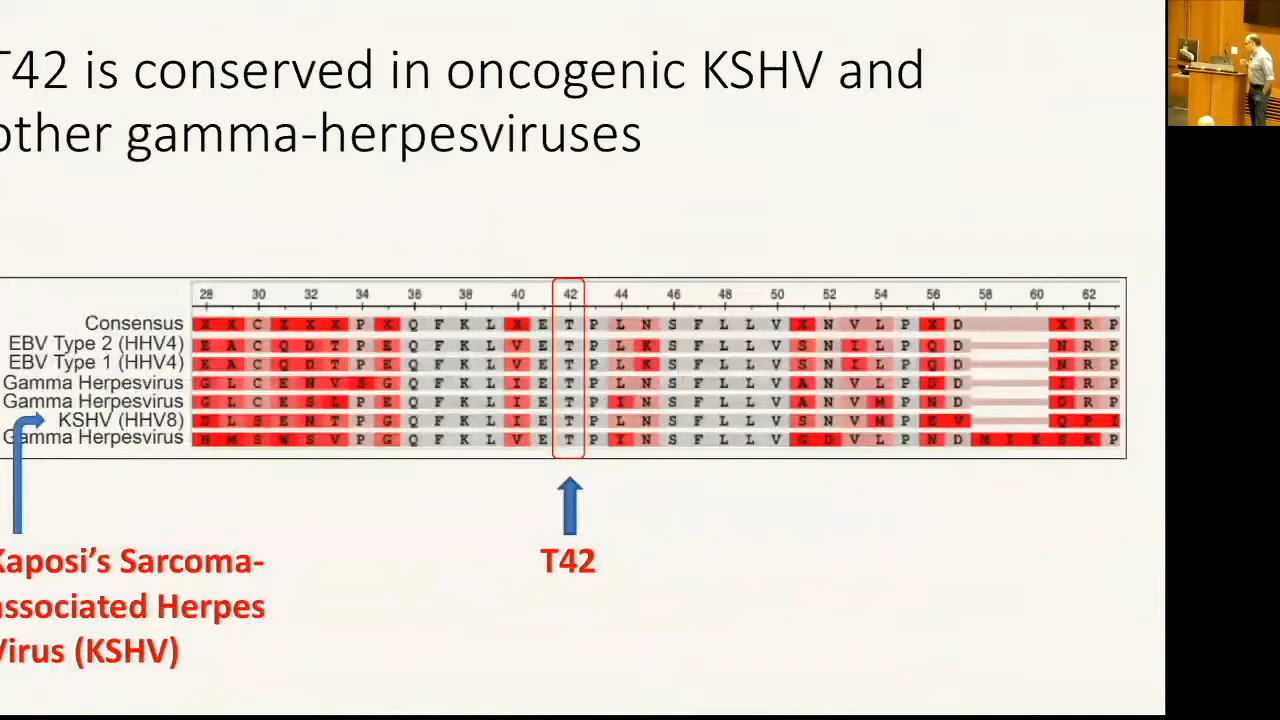 T42 is conserved in oncogenic KSHV and
other gamma-herpesviruses
28 30 32 34 36 38 40 42 44 46 48 50 52 54 56 58 60 62
Consensus X K C X X X P X Q F K L X E T P L N S F L L V X N V L P X D X R P
EBV Type 2 (HHV4) E A C Q D T P E Q F K L V E T P L K S F L L V S N I L P Q D N R P
EBV Type 1 (HHV4) K A C Q D T P E Q F K L V E T P L K S F L L V S N I L P Q D N R P
Gamma Herpesvirus G L C E N V S G Q F K L I E T P L N S F L L V A N V L P D I R P
Gamma Herpesvirus G L C E S L P E Q F K L I E T P I N S F L L V A N V M P N D D R P
KSHV (HHV8) L S E N T P G Q F K L I E T P L N S F L L V S N V M P E V Q P I
Gamma Herpesvirus N M S W S V P G Q F K L V E T P I N S F L L V G D V L P N D M I E S K P
Kaposi's Sarcoma-
associated Herpes
Virus (KSHV)
T42